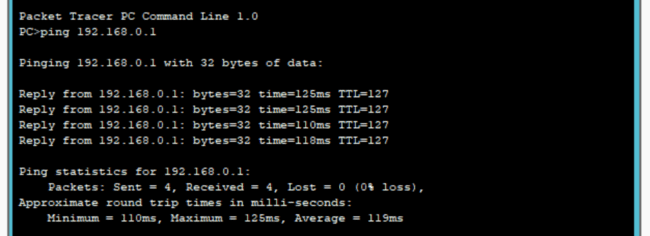 Packet Tracer PC Command Line 1.0
PC>ping 192.168.0.1
Pinging 192.168.0.1 with 32 bytes of data:
Reply from 192.168.0.1: bytes=32 time=125ms TTL=127
Reply from 192.168.0.1: bytes=32 time=125ms TTL=127
Reply from 192.168.0.1: bytes=32 time=110ms TTL=127
Reply from 192.168.0.1: bytes=32 time=118ms TTL=127
Ping statistics for 192.168.0.1:
Packets: Sent = 4, Received = 4, Lost = 0 (0% loss),
Approximate round trip times in milli-seconds:
Minimum = 110ms, Maximum = 125ms, Average = 119ms